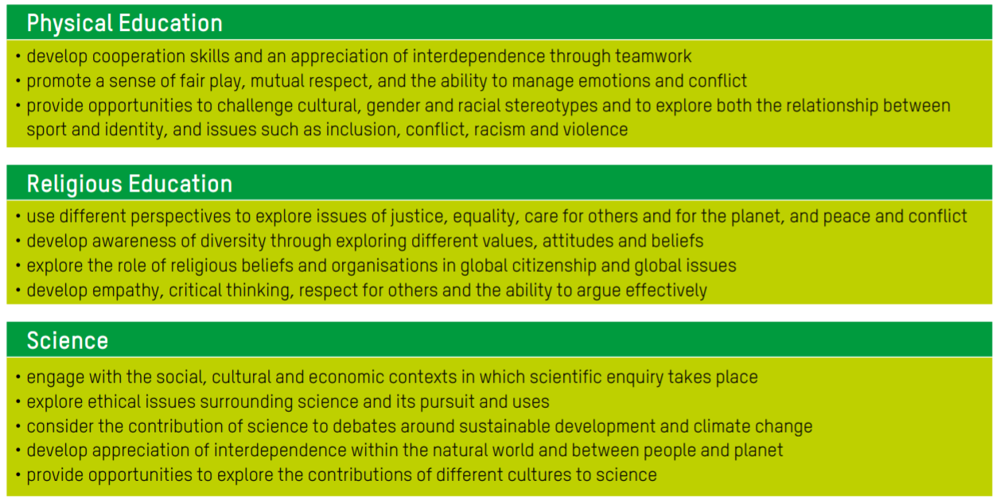 Physical Education
• develop cooperation skills and an appreciation of interdependence through teamwork
• promote a sense of fair play, mutual respect, and the ability to manage emotions and conflict
• provide opportunities to challenge cultural, gender and racial stereotypes and to explore both the relationship between
sport and identity, and issues such as inclusion, conflict, racism and violence
Religious Education
• use different perspectives to explore issues of justice, equality, care for others and for the planet, and peace and conflict
• develop awareness of diversity through exploring different values, attitudes and beliefs
• explore the role of religious beliefs and organisations in global citizenship and global issues
• develop empathy, critical thinking, respect for others and the ability to argue effectively
Science
• engage with the social, cultural and economic contexts in which scientific enquiry takes place
• explore ethical issues surrounding science and its pursuit and uses
• consider the contribution of science to debates around sustainable development and climate change
• develop appreciation of interdependence within the natural world and between people and planet
• provide opportunities to explore the contributions of different cultures to science